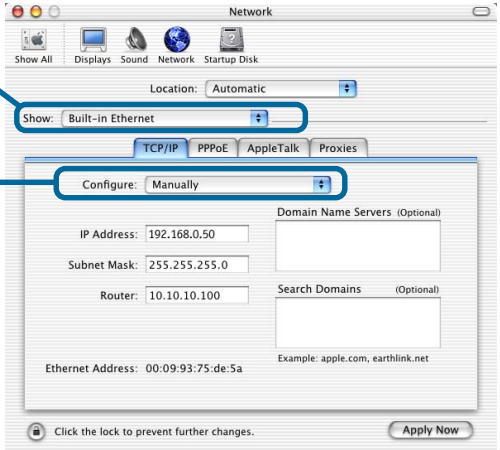 Network
Show All Displays Sound Network Startup Disk
Location: Automatic
Show: Built-in Ethernet
TCP/IP PPPoE AppleTalk Proxies
Configure: Manually
Domain Name Servers (Optional)
IP Address: 192.168.0.50
Subnet Mask: 255.255.255.0
Router: 10.10.10.100
Search Domains (Optional)
Example: apple.com, earthlink.net
Ethernet Address: 00:09:93:75:de:5a
Click the lock to prevent further changes.
Apply Now